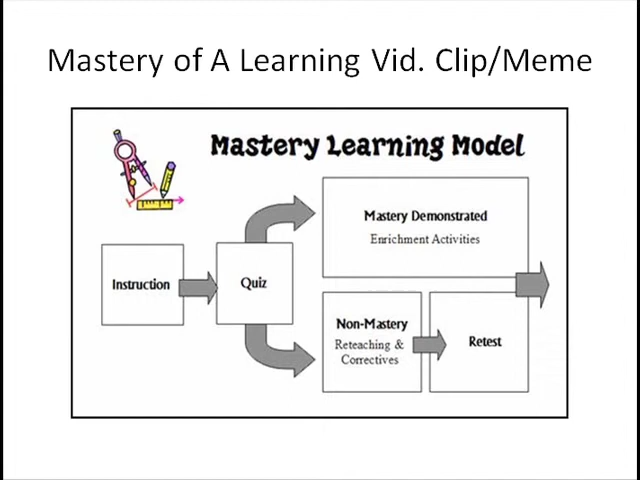 Mastery of A Learning Vid. Clip/Meme
Mastery Learning Model
Instruction
Quiz
Mastery Demonstrated
Enrichment Activities
Non-Mastery
Reteaching &
Correctives
Retest